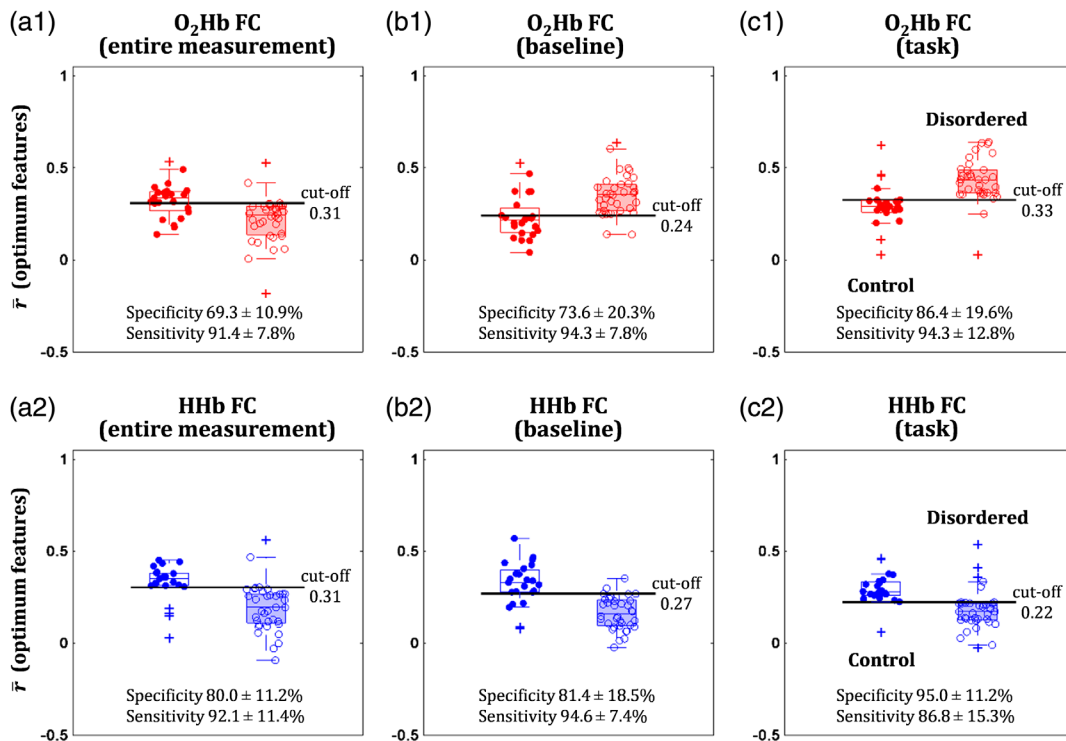 (a1)
O₂Hb FC
(entire measurement)
(b1)
O₂Hb FC
(baseline)
(c1)
O₂Hb FC
(task)
r̄ (optimum features)
1
0.5
0
-0.5
cut-off
0.31
Specificity 69.3 ± 10.9%
Sensitivity 91.4 ± 7.8%
1
0.5
0
-0.5
cut-off
0.24
Specificity 73.6 ± 20.3%
Sensitivity 94.3 ± 7.8%
1
0.5
0
-0.5
Disordered
cut-off
0.33
Control
Specificity 86.4 ± 19.6%
Sensitivity 94.3 ± 12.8%
(a2)
HHb FC
(entire measurement)
(b2)
HHb FC
(baseline)
(c2)
HHb FC
(task)
r̄ (optimum features)
1
0.5
0
-0.5
cut-off
0.31
Specificity 80.0 ± 11.2%
Sensitivity 92.1 ± 11.4%
1
0.5
0
-0.5
cut-off
0.27
Specificity 81.4 ± 18.5%
Sensitivity 94.6 ± 7.4%
1
0.5
0
-0.5
Disordered
cut-off
0.22
Control
Specificity 95.0 ± 11.2%
Sensitivity 86.8 ± 15.3%